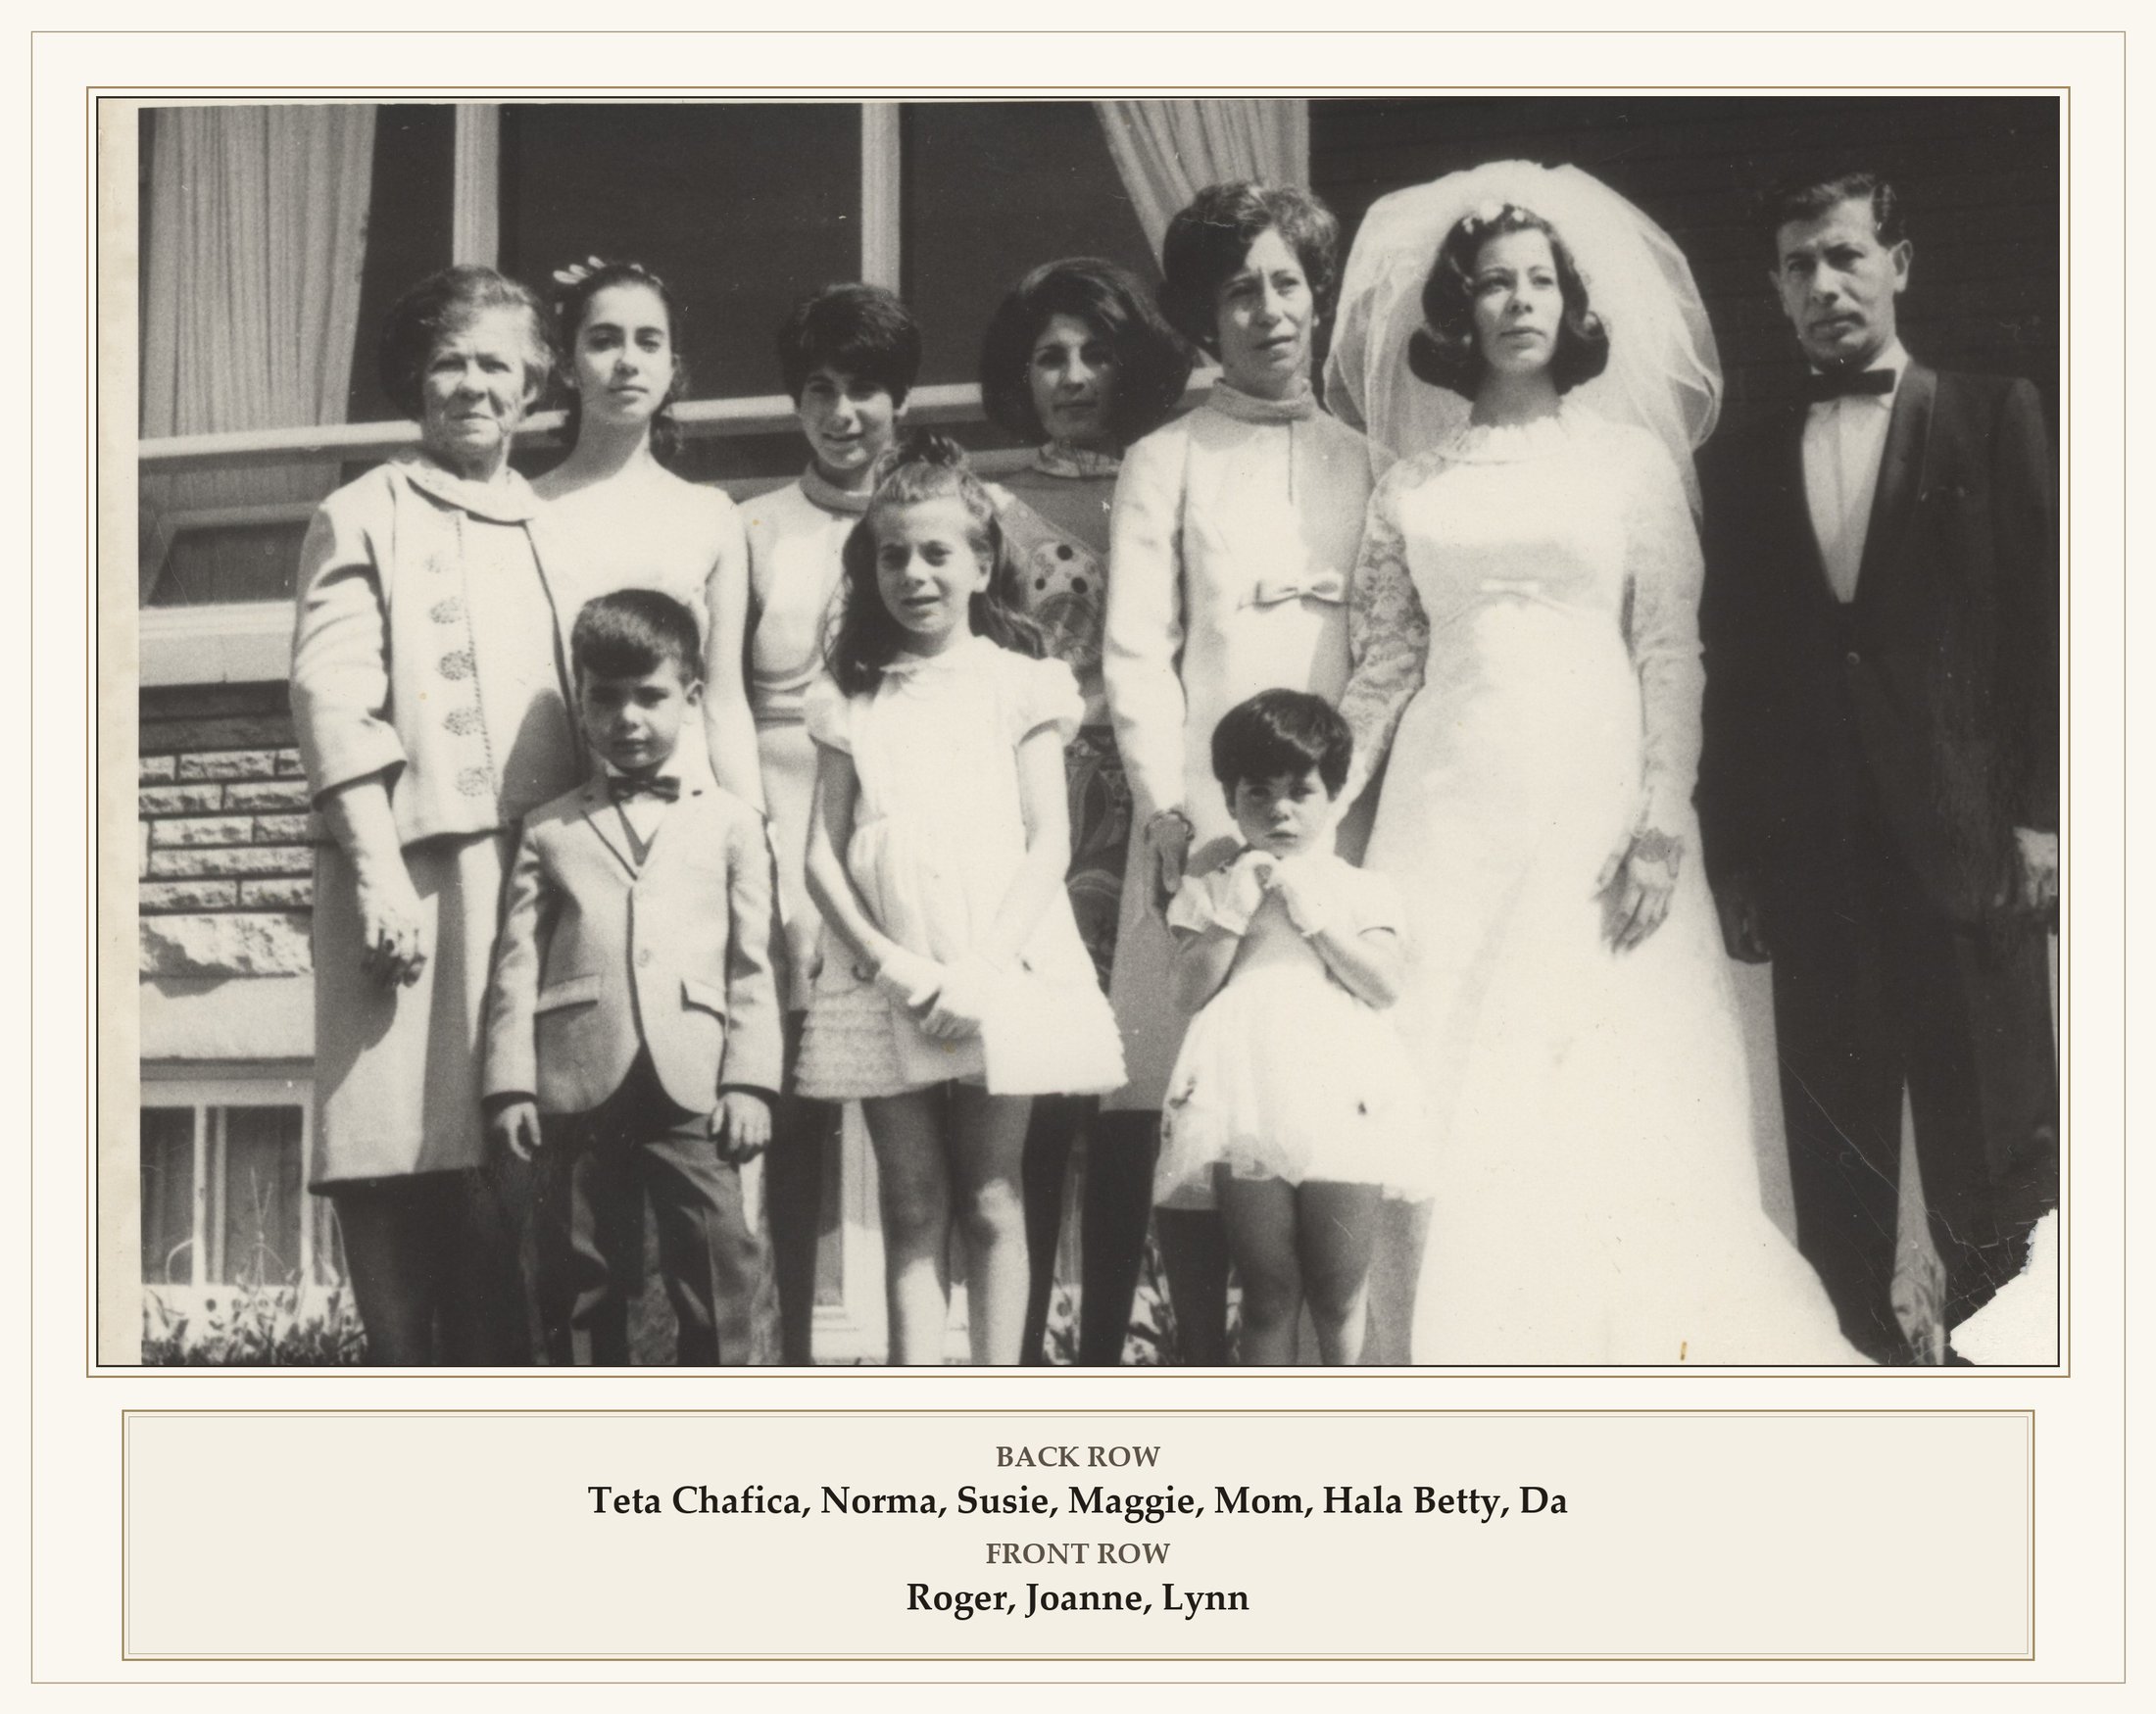 BACK ROW
Teta Chafica, Norma, Susie, Maggie, Mom, Hala Betty, Da
FRONT ROW
Roger, Joanne, Lynn